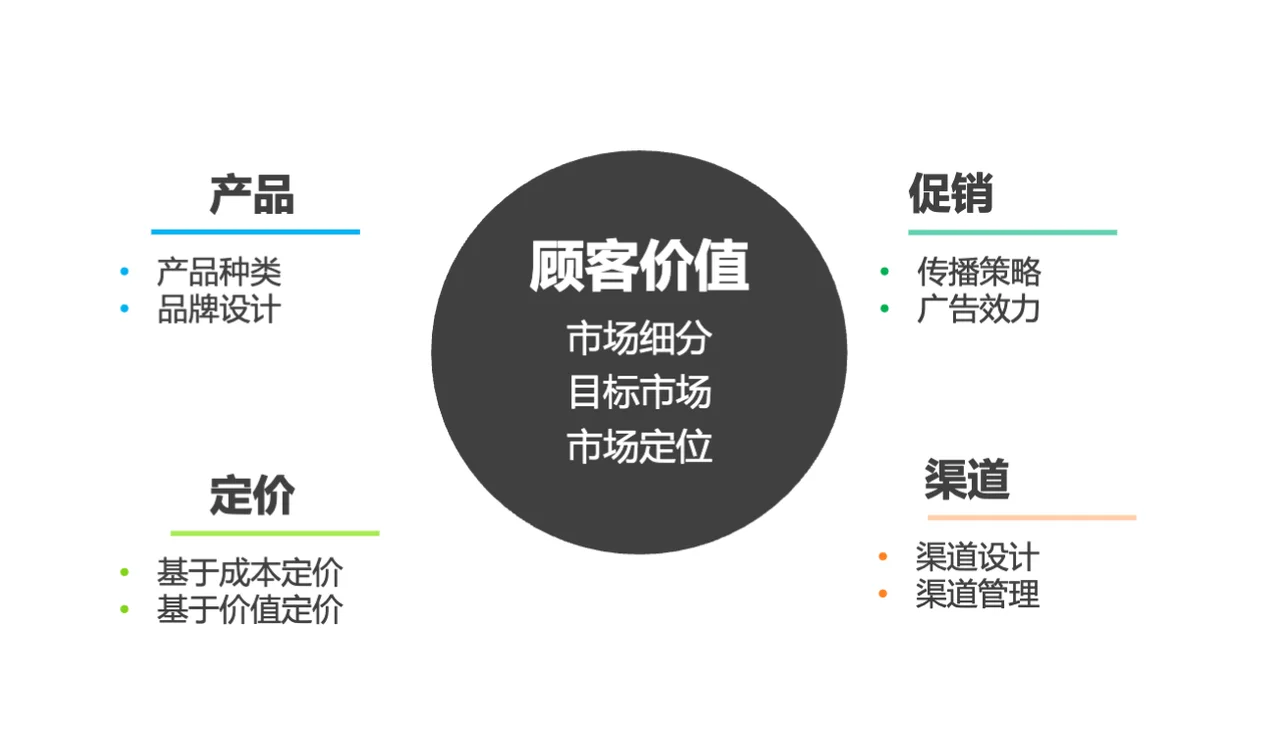 产品
产品种类
品牌设计
定价
基于成本定价
基于价值定价
顾客价值
市场细分
目标市场
市场定位
促销
传播策略
广告效力
渠道
渠道设计
渠道管理